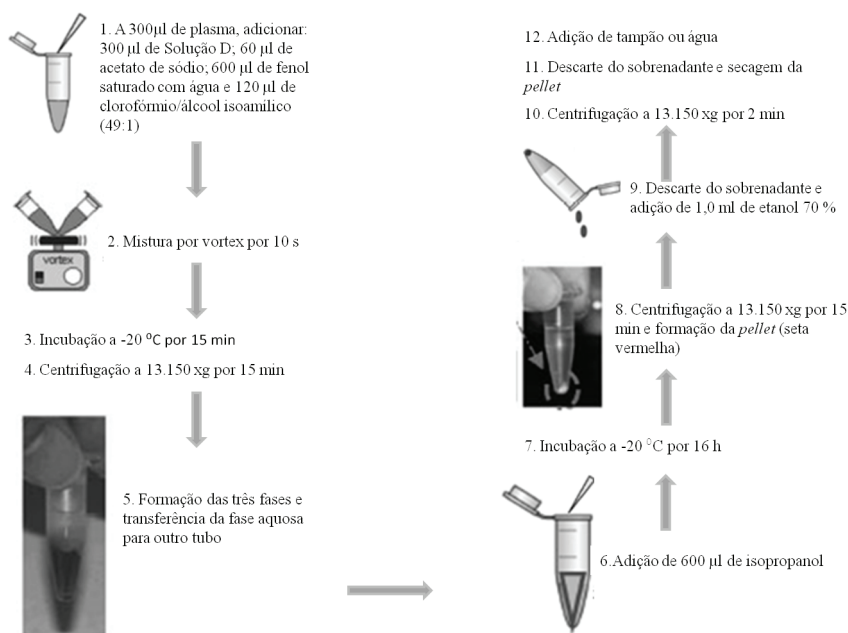 1. A 300µl de plasma, adicionar:
300 µl de Solução D; 60 µl de
acetato de sódio; 600 µl de fenol
saturado com água e 120 µl de
clorofórmio/álcool isoamílico
(49:1)
vortex
2. Mistura por vortex por 10 s
3. Incubação a -20 ⁰C por 15 min
4. Centrifugação a 13.150 xg por 15 min
5. Formação das três fases e
transferência da fase aquosa
para outro tubo
6.Adição de 600 µl de isopropanol
7. Incubação a -20 ⁰C por 16 h
8. Centrifugação a 13.150 xg por 15
min e formação da pellet (seta
vermelha)
9. Descarte do sobrenadante e
adição de 1,0 ml de etanol 70 %
10. Centrifugação a 13.150 xg por 2 min
11. Descarte do sobrenadante e secagem da
pellet
12. Adição de tampão ou água